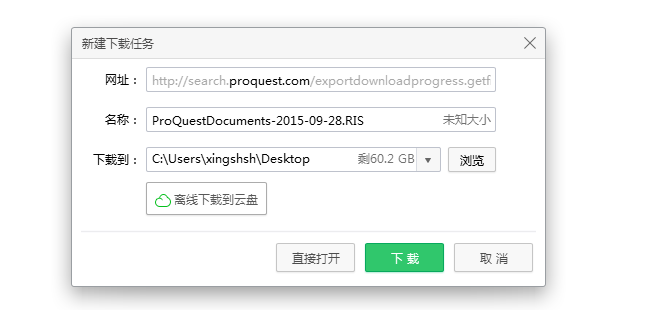 新建下载任务
网址： http://search.proquest.com/exportdownloadprogress.getf
名称： ProQuestDocuments-2015-09-28.RIS 未知大小
下载到： C:\Users\xingshsh\Desktop 剩60.2 GB 浏览
离线下载到云盘
直接打开 下 载 取 消